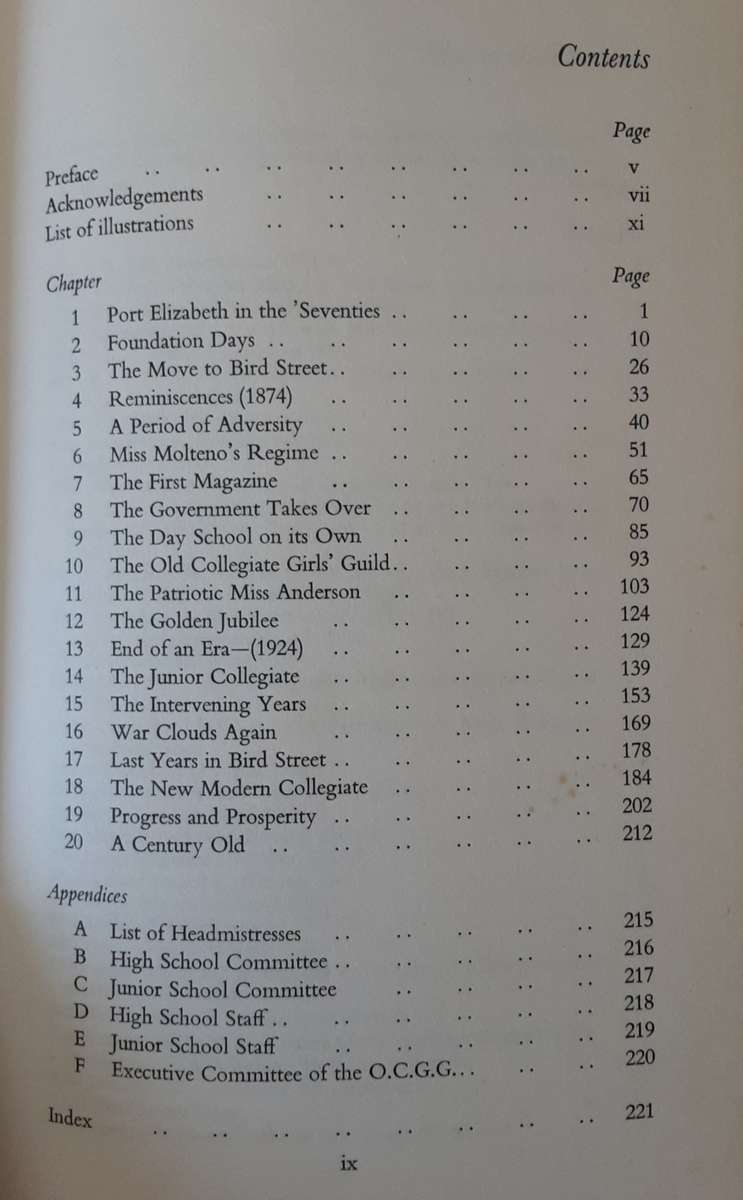 Contents
Page
Preface .. .. .. .. .. .. .. .. v
Acknowledgements .. .. .. .. .. .. vii
List of illustrations .. .. .. .. .. .. xi
Chapter Page
1 Port Elizabeth in the ’Seventies .. .. .. .. 1
2 Foundation Days .. .. .. .. .. .. 10
3 The Move to Bird Street.. .. .. .. .. 26
4 Reminiscences (1874) .. .. .. .. .. 33
5 A Period of Adversity .. .. .. .. .. 40
6 Miss Molteno’s Regime .. .. .. .. .. 51
7 The First Magazine .. .. .. .. .. 65
8 The Government Takes Over .. .. .. .. 70
9 The Day School on its Own .. .. .. .. 85
10 The Old Collegiate Girls’ Guild.. .. .. .. 93
11 The Patriotic Miss Anderson .. .. .. .. 103
12 The Golden Jubilee .. .. .. .. .. 124
13 End of an Era—(1924) .. .. .. .. .. 129
14 The Junior Collegiate .. .. .. .. .. 139
15 The Intervening Years .. .. .. .. .. 153
16 War Clouds Again .. .. .. .. .. 169
17 Last Years in Bird Street .. .. .. .. .. 178
18 The New Modern Collegiate .. .. .. .. 184
19 Progress and Prosperity .. .. .. .. .. 202
20 A Century Old .. .. .. .. .. .. 212
Appendices
A List of Headmistresses .. .. .. .. .. 215
B High School Committee .. .. .. .. .. 216
C Junior School Committee .. .. .. .. 217
D High School Staff .. .. .. .. .. .. 218
E Junior School Staff .. .. .. .. .. 219
F Executive Committee of the O.C.G.G... .. .. 220
Index .. .. .. .. .. .. .. .. 221
ix